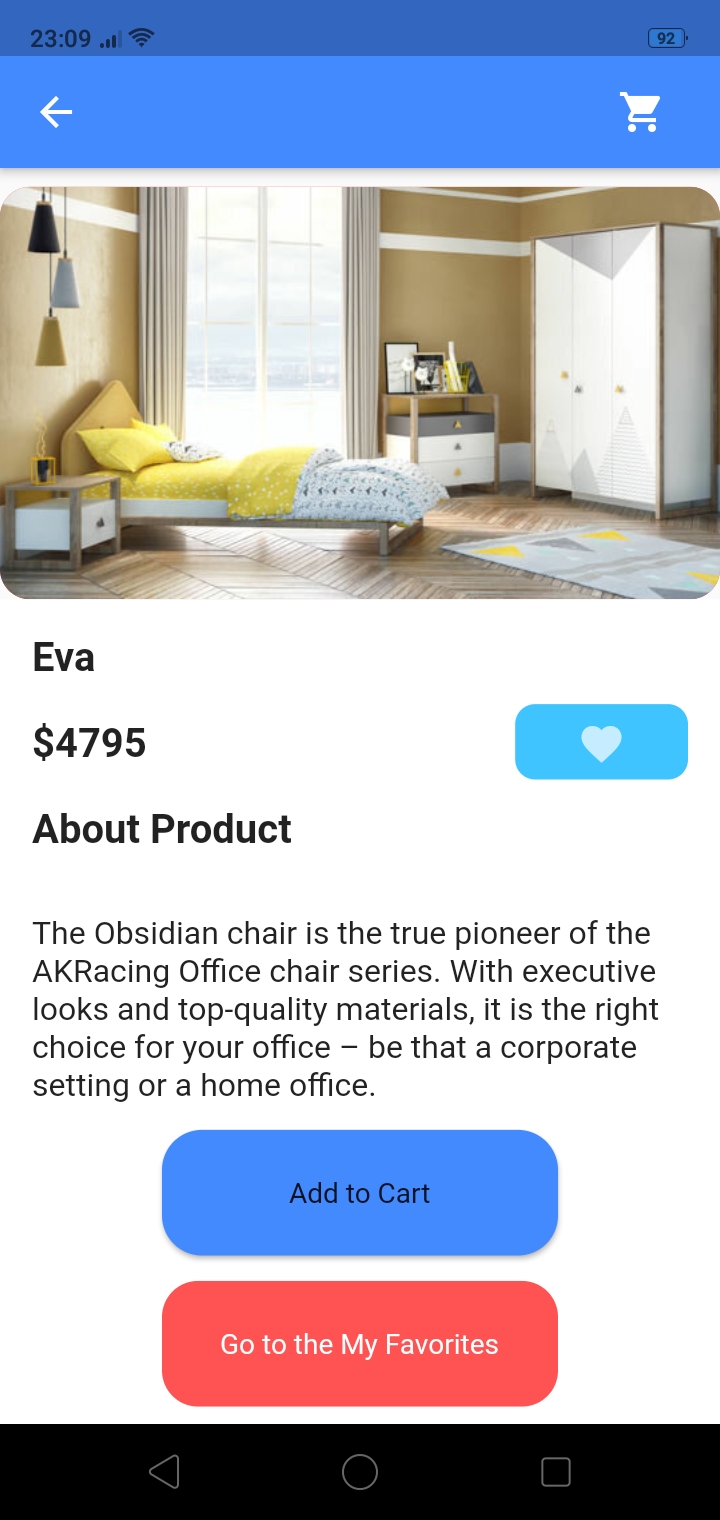 23:09
92
Eva
$4795
About Product
The Obsidian chair is the true pioneer of the
AKRacing Office chair series. With executive
looks and top-quality materials, it is the right
choice for your office – be that a corporate
setting or a home office.
Add to Cart
Go to the My Favorites